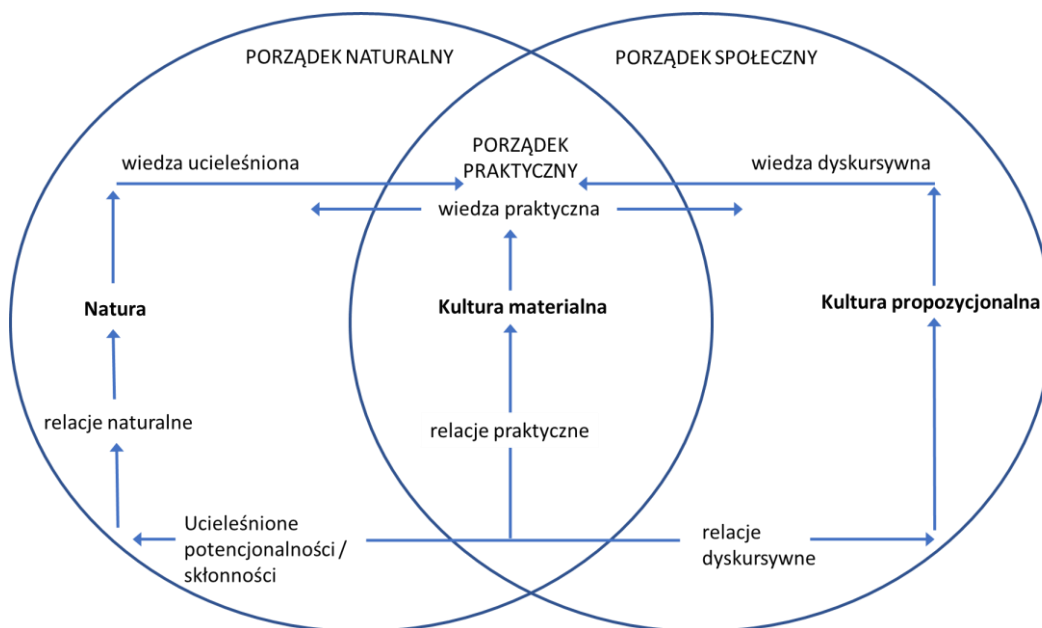 PORZĄDEK NATURALNY
PORZĄDEK SPOŁECZNY
PORZĄDEK
PRAKTYCZNY
wiedza ucieleśniona
wiedza dyskursywna
wiedza praktyczna
Natura
Kultura materialna
Kultura propozycjonalna
relacje naturalne
relacje praktyczne
Ucieleśnione
potencjonalności /
skłonności
relacje
dyskursywne